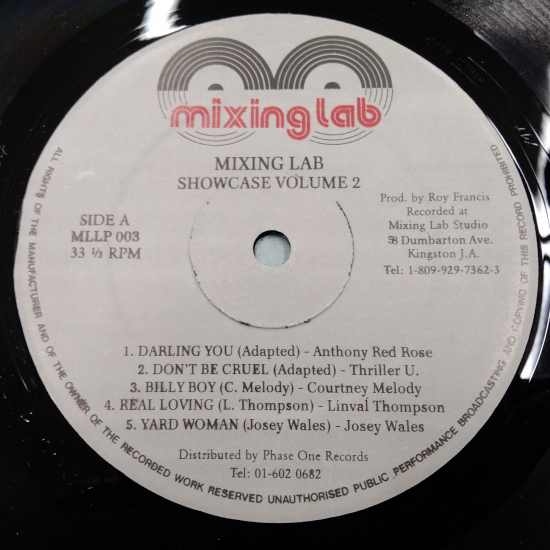 mixing lab
MIXING LAB
SHOWCASE VOLUME 2
SIDE A
MLLP 003
33 ⅓ RPM
Prod. by Roy Francis
Recorded at
Mixing Lab Studio
58 Dumbarton Ave.
Kingston J.A.
Tel: 1-809-929-7362-3
1. DARLING YOU (Adapted) - Anthony Red Rose
2. DON'T BE CRUEL (Adapted) - Thriller U.
3. BILLY BOY (C. Melody) - Courtney Melody
4. REAL LOVING (L. Thompson) - Linval Thompson
5. YARD WOMAN (Josey Wales) - Josey Wales
Distributed by Phase One Records
Tel: 01-602 0682
ALL RIGHTS OF THE MANUFACTURER AND OF THE OWNER OF THE RECORDED WORK RESERVED UNAUTHORISED PUBLIC PERFORMANCE BROADCASTING AND COPYING OF THIS RECORD PROHIBITED